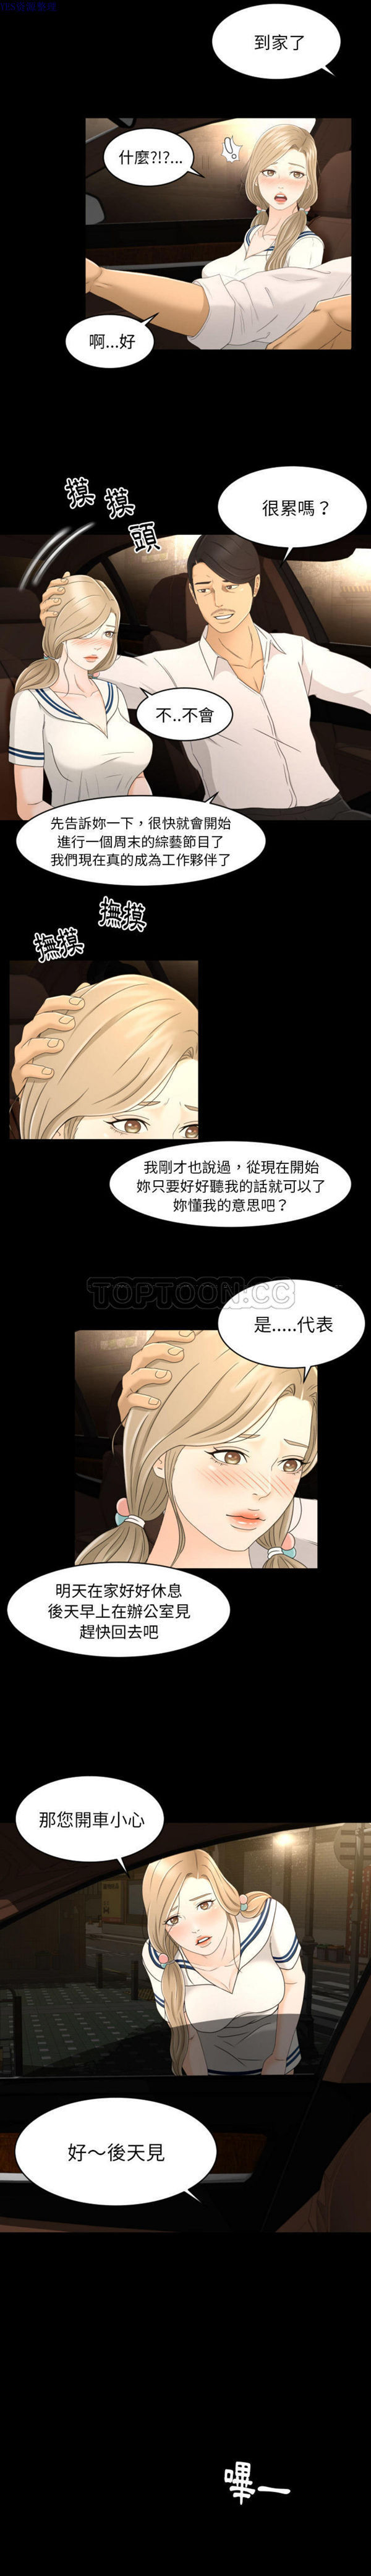 到家了
什麼?!?...
啊...好
摸
摸
頭
很累嗎？
不..不會
先告訴妳一下，很快就會開始
進行一個周末的綜藝節目了
我們現在真的成為工作夥伴了
撫摸
撫摸
我剛才也說過，從現在開始
妳只要好好聽我的話就可以了
妳懂我的意思吧？
TOPTOON.CC
是.....代表
明天在家好好休息
後天早上在辦公室見
趕快回去吧
那您開車小心
好～後天見
嗶一